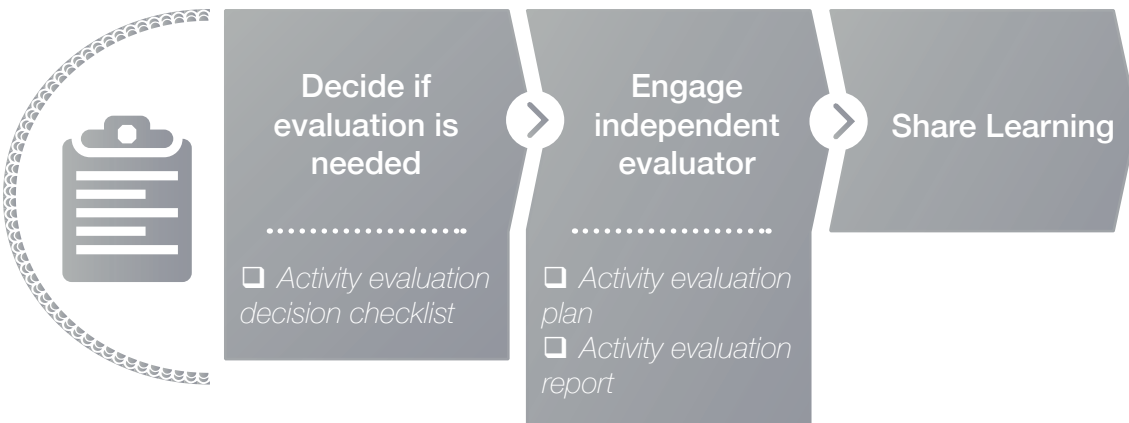 Decide if
evaluation is
needed
❑ Activity evaluation
decision checklist
Engage
independent
evaluator
❑ Activity evaluation
plan
❑ Activity evaluation
report
Share Learning